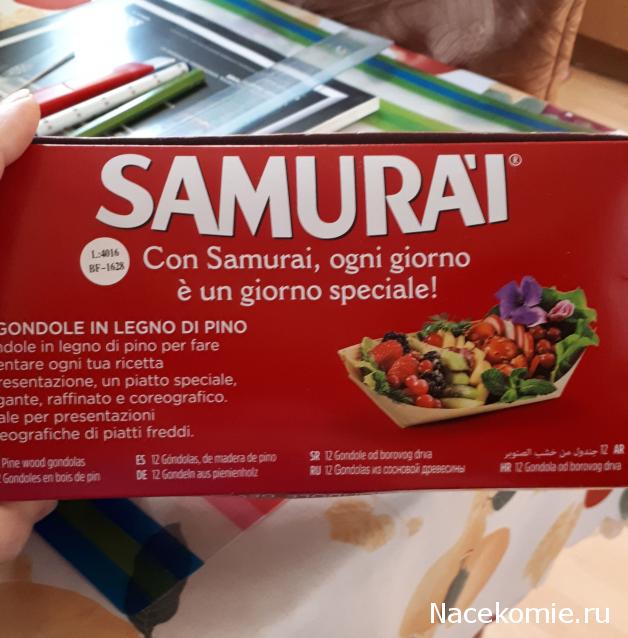 SAMURA'I®
L:4016
BF-1628
Con Samurai, ogni giorno
è un giorno speciale!
GONDOLE IN LEGNO DI PINO
ndole in legno di pino per fare
entare ogni tua ricetta
resentazione, un piatto speciale,
gante, raffinato e coreografico.
ale per presentazioni
eografiche di piatti freddi.
Pine wood gondolas
Gondoles en bois de pin
ES 12 Góndolas, de madera de pino
DE 12 Gondeln aus pienienholz
SR 12 Gondole od borovog drva
RU 12 Gondolas из сосновой древесины
AR 12 جندول من خشب الصنوبر
HR 12 Gondola od borovog drva
Nacekomie.ru